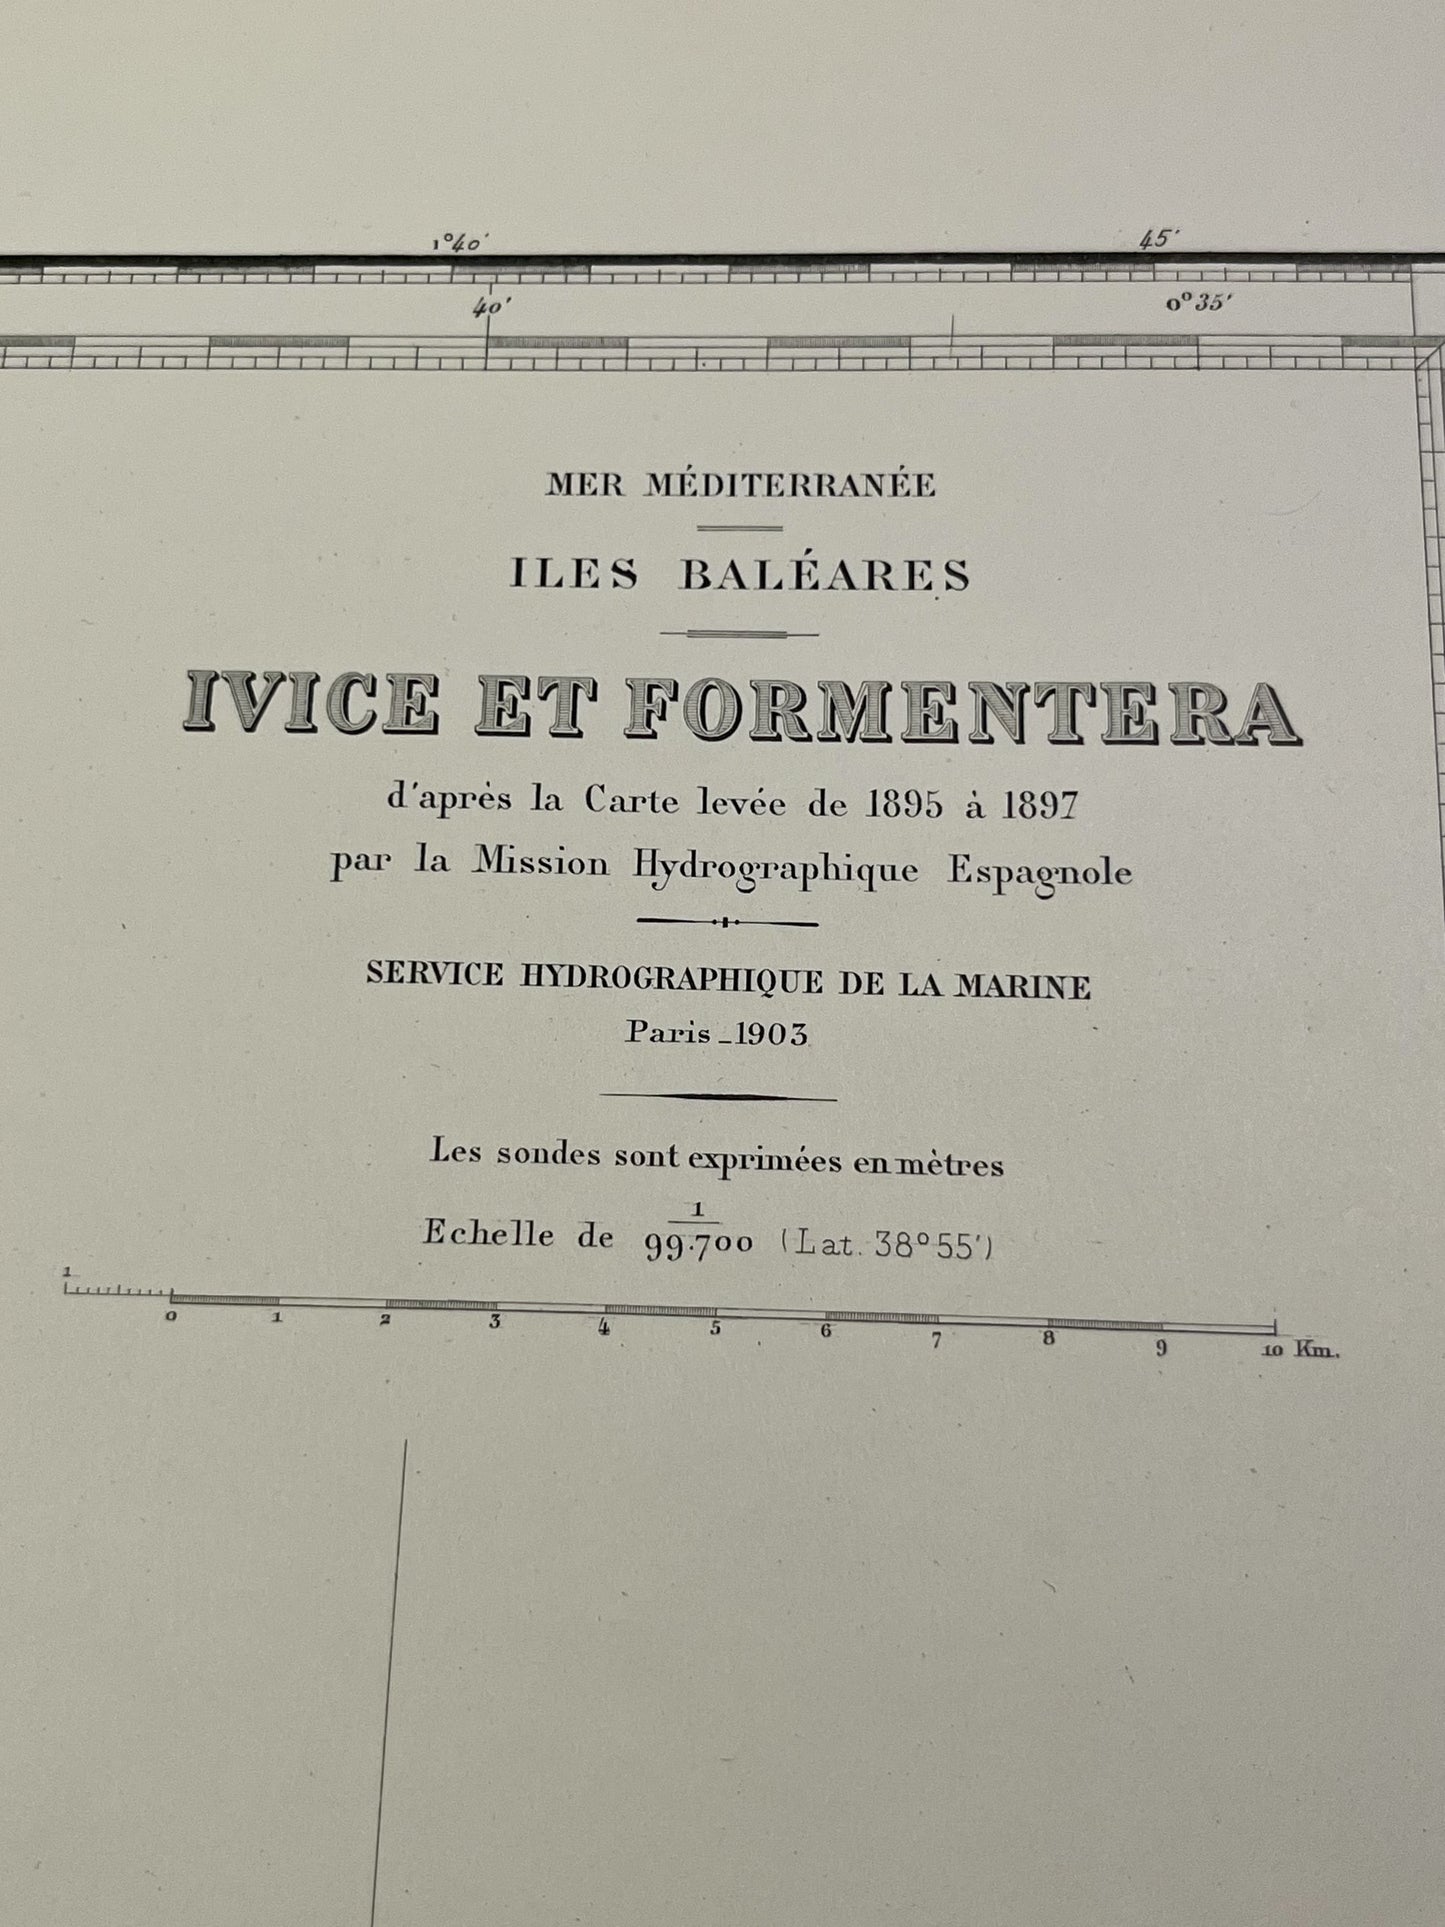 1°40' 45'
40' 0°35'
MER MÉDITERRANÉE
ILES BALÉARES
IVICE ET FORMENTERA
d'après la Carte levée de 1895 à 1897
par la Mission Hydrographique Espagnole
SERVICE HYDROGRAPHIQUE DE LA MARINE
Paris _ 1903
Les sondes sont exprimées en mètres
Echelle de 1/99.700 (Lat. 38°55')
1 0 1 2 3 4 5 6 7 8 9 10 Km.